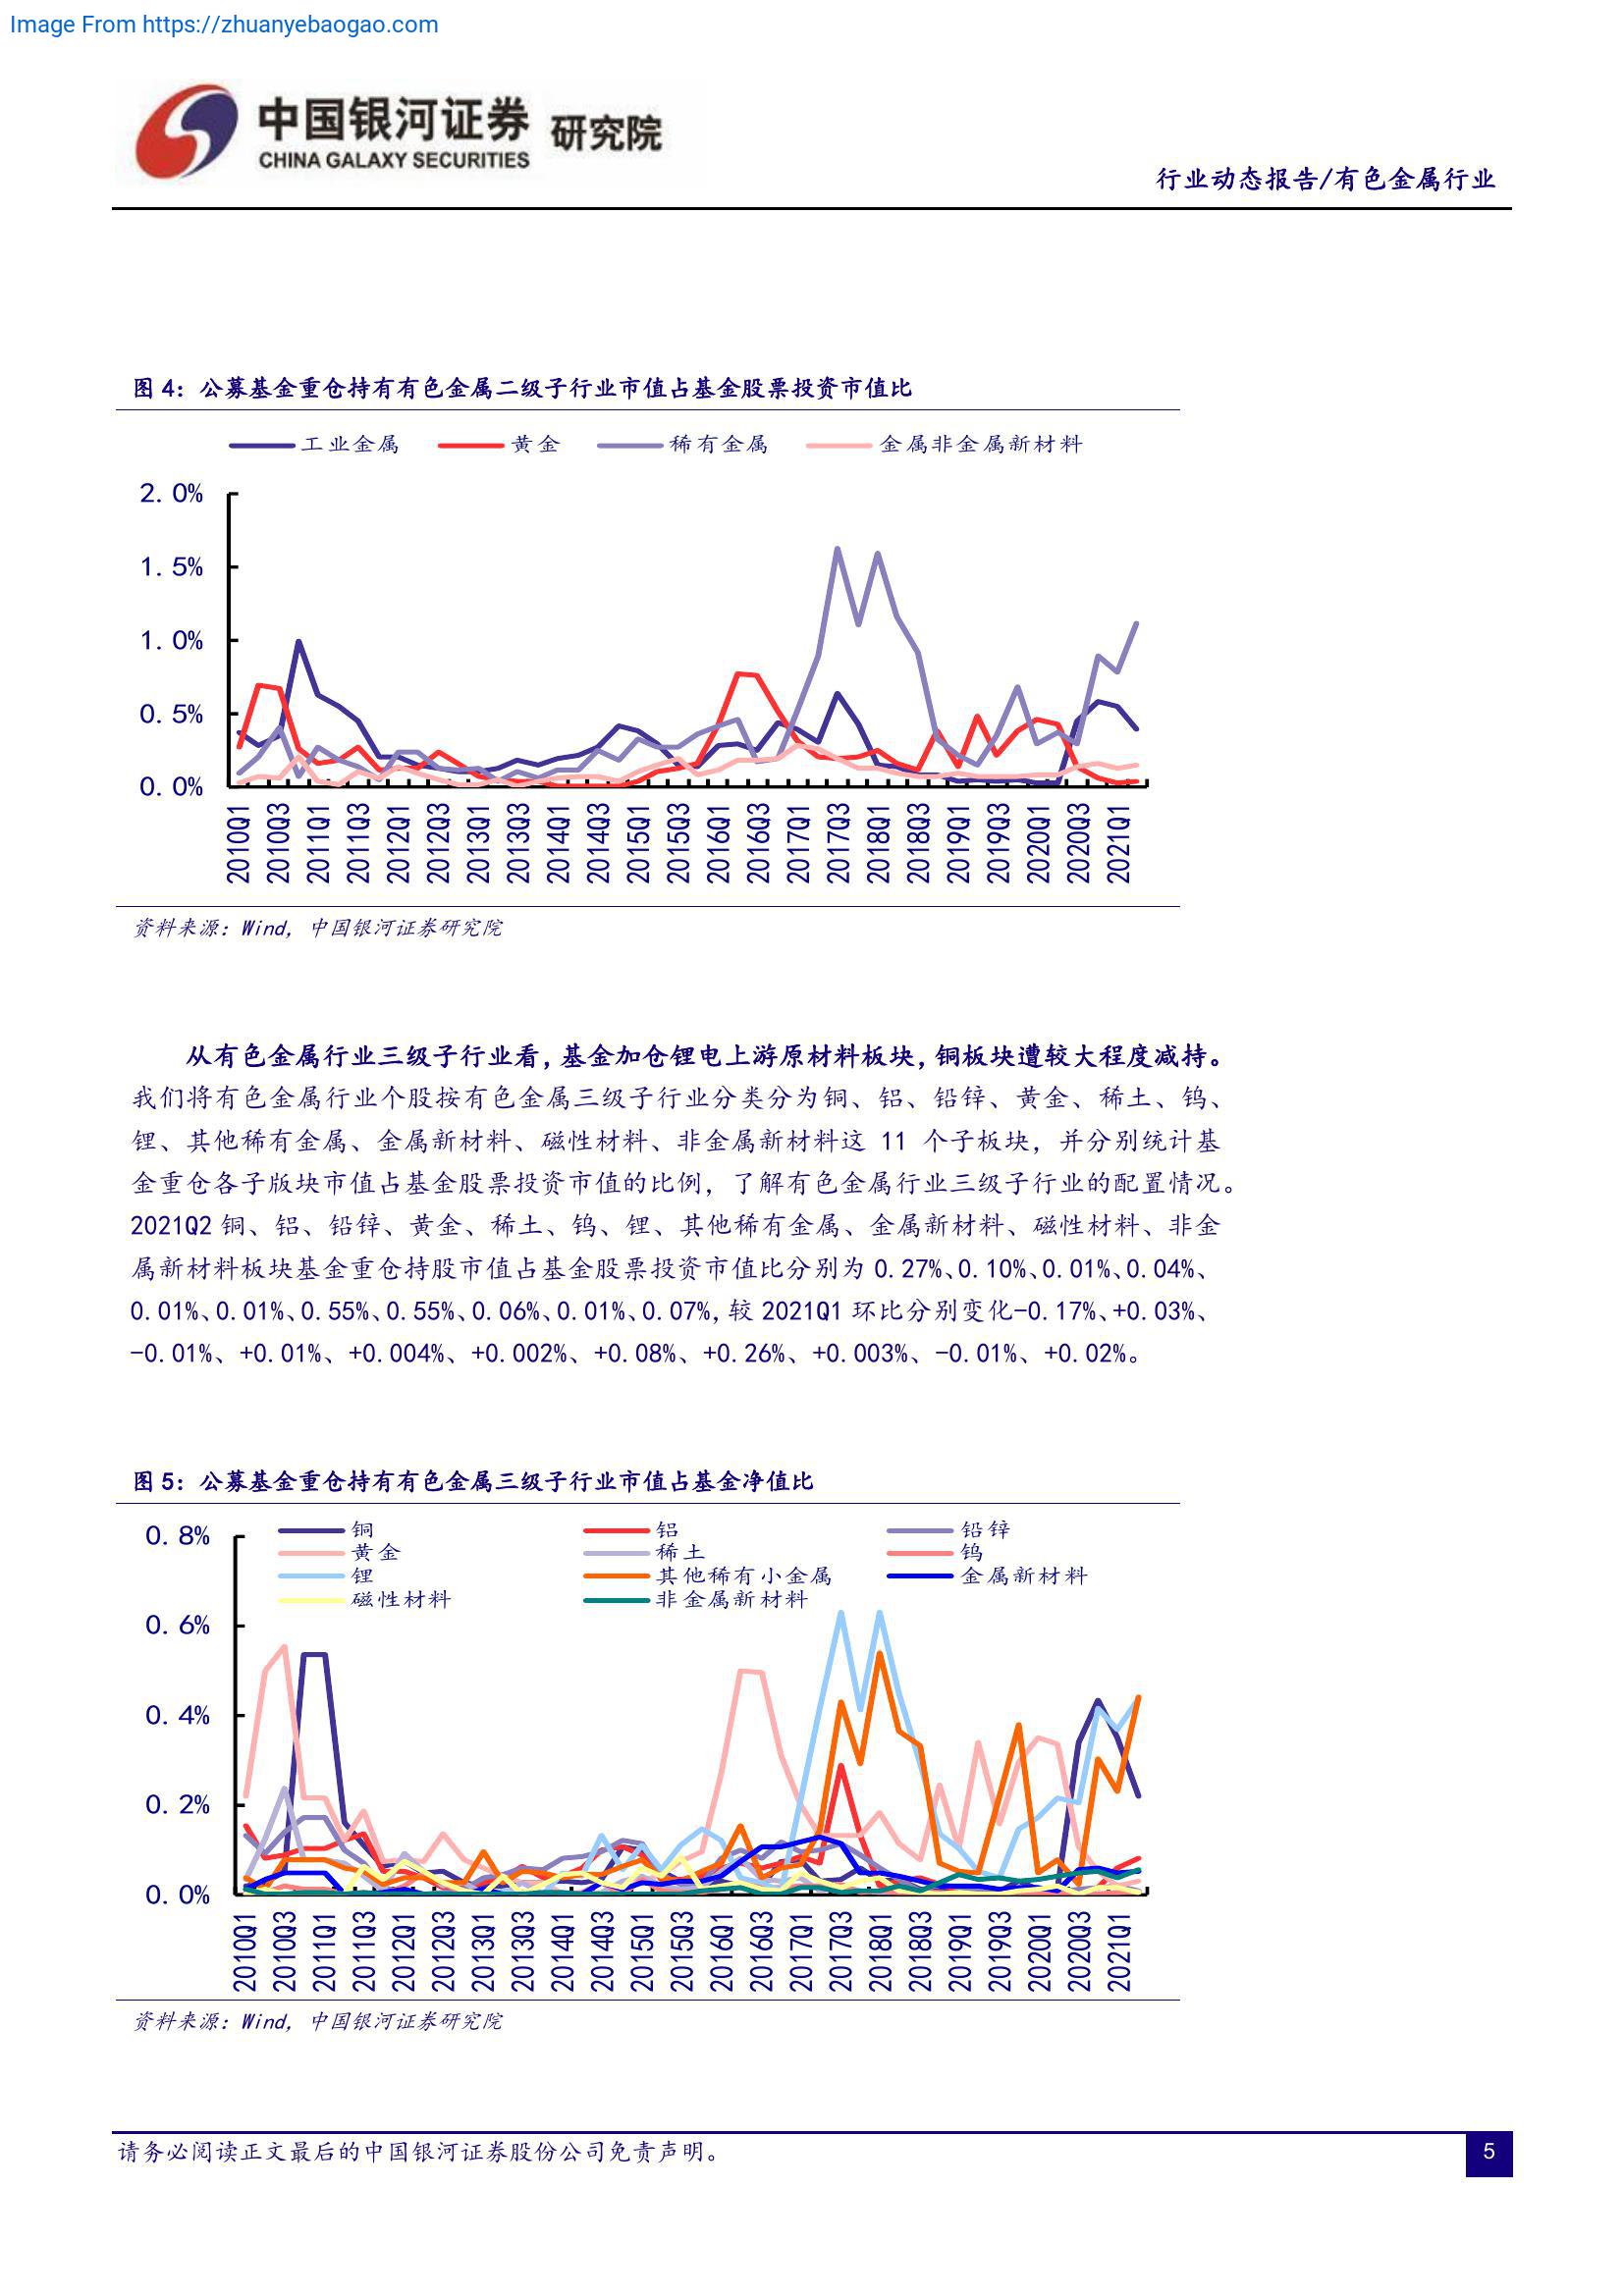 Image From https://zhuanyebaogao.com
中国银河证券 研究院
CHINA GALAXY SECURITIES
行业动态报告/有色金属行业
图 4：公募基金重仓持有有色金属二级子行业市值占基金股票投资市值比
工业金属 黄金 稀有金属 金属非金属新材料
2.0%
1.5%
1.0%
0.5%
0.0%
2010Q1 2010Q3 2011Q1 2011Q3 2012Q1 2012Q3 2013Q1 2013Q3 2014Q1 2014Q3 2015Q1 2015Q3 2016Q1 2016Q3 2017Q1 2017Q3 2018Q1 2018Q3 2019Q1 2019Q3 2020Q1 2020Q3 2021Q1
资料来源：Wind，中国银河证券研究院
从有色金属行业三级子行业看，基金加仓锂电上游原材料板块，铜板块遭较大程度减持。
我们将有色金属行业个股按有色金属三级子行业分类分为铜、铝、铅锌、黄金、稀土、钨、
锂、其他稀有金属、金属新材料、磁性材料、非金属新材料这 11 个子板块，并分别统计基
金重仓各子版块市值占基金股票投资市值的比例，了解有色金属行业三级子行业的配置情况。
2021Q2 铜、铝、铅锌、黄金、稀土、钨、锂、其他稀有金属、金属新材料、磁性材料、非金
属新材料板块基金重仓持股市值占基金股票投资市值比分别为 0.27%、0.10%、0.01%、0.04%、
0.01%、0.01%、0.55%、0.55%、0.06%、0.01%、0.07%，较 2021Q1 环比分别变化-0.17%、+0.03%、
-0.01%、+0.01%、+0.004%、+0.002%、+0.08%、+0.26%、+0.003%、-0.01%、+0.02%。
图 5：公募基金重仓持有有色金属三级子行业市值占基金净值比
铜 铝 铅锌
黄金 稀土 钨
锂 其他稀有小金属 金属新材料
磁性材料 非金属新材料
0.8%
0.6%
0.4%
0.2%
0.0%
2010Q1 2010Q3 2011Q1 2011Q3 2012Q1 2012Q3 2013Q1 2013Q3 2014Q1 2014Q3 2015Q1 2015Q3 2016Q1 2016Q3 2017Q1 2017Q3 2018Q1 2018Q3 2019Q1 2019Q3 2020Q1 2020Q3 2021Q1
资料来源：Wind，中国银河证券研究院
请务必阅读正文最后的中国银河证券股份公司免责声明。
5